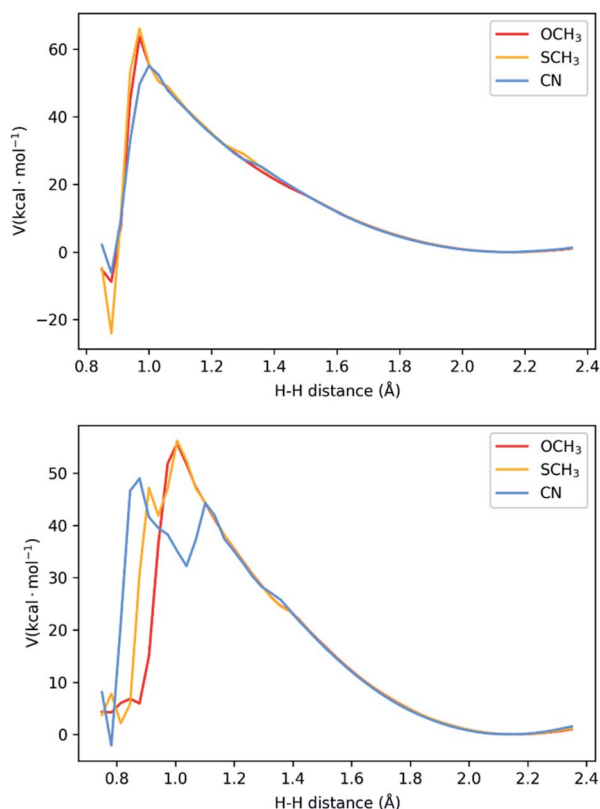 60
40
20
0
−20
V(kcal · mol⁻¹)
OCH₃
SCH₃
CN
0.8 1.0 1.2 1.4 1.6 1.8 2.0 2.2 2.4
H-H distance (Å)
50
40
30
20
10
0
V(kcal · mol⁻¹)
OCH₃
SCH₃
CN
0.8 1.0 1.2 1.4 1.6 1.8 2.0 2.2 2.4
H-H distance (Å)